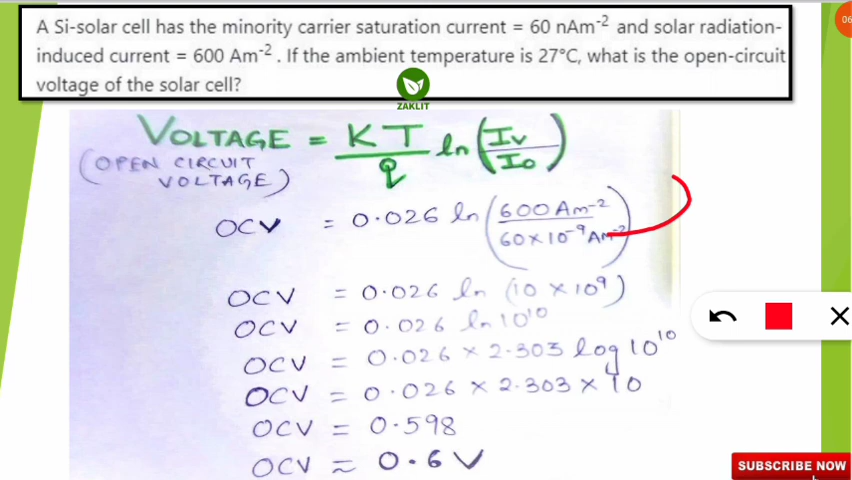 A Si-solar cell has the minority carrier saturation current = 60 nAm⁻² and solar radiation-
induced current = 600 Am⁻². If the ambient temperature is 27°C, what is the open-circuit
voltage of the solar cell?
06
ZAKLIT
VOLTAGE = KT/q ln(Iv/Io)
(OPEN CIRCUIT
VOLTAGE)
OCV = 0.026 ln(600 Am⁻²/60×10⁻⁹ Am⁻²)
OCV = 0.026 ln (10 × 10⁹)
OCV = 0.026 ln 10¹⁰
OCV = 0.026 × 2.303 log 10¹⁰
OCV = 0.026 × 2.303 × 10
OCV = 0.598
OCV ≈ 0.6 V
SUBSCRIBE NOW